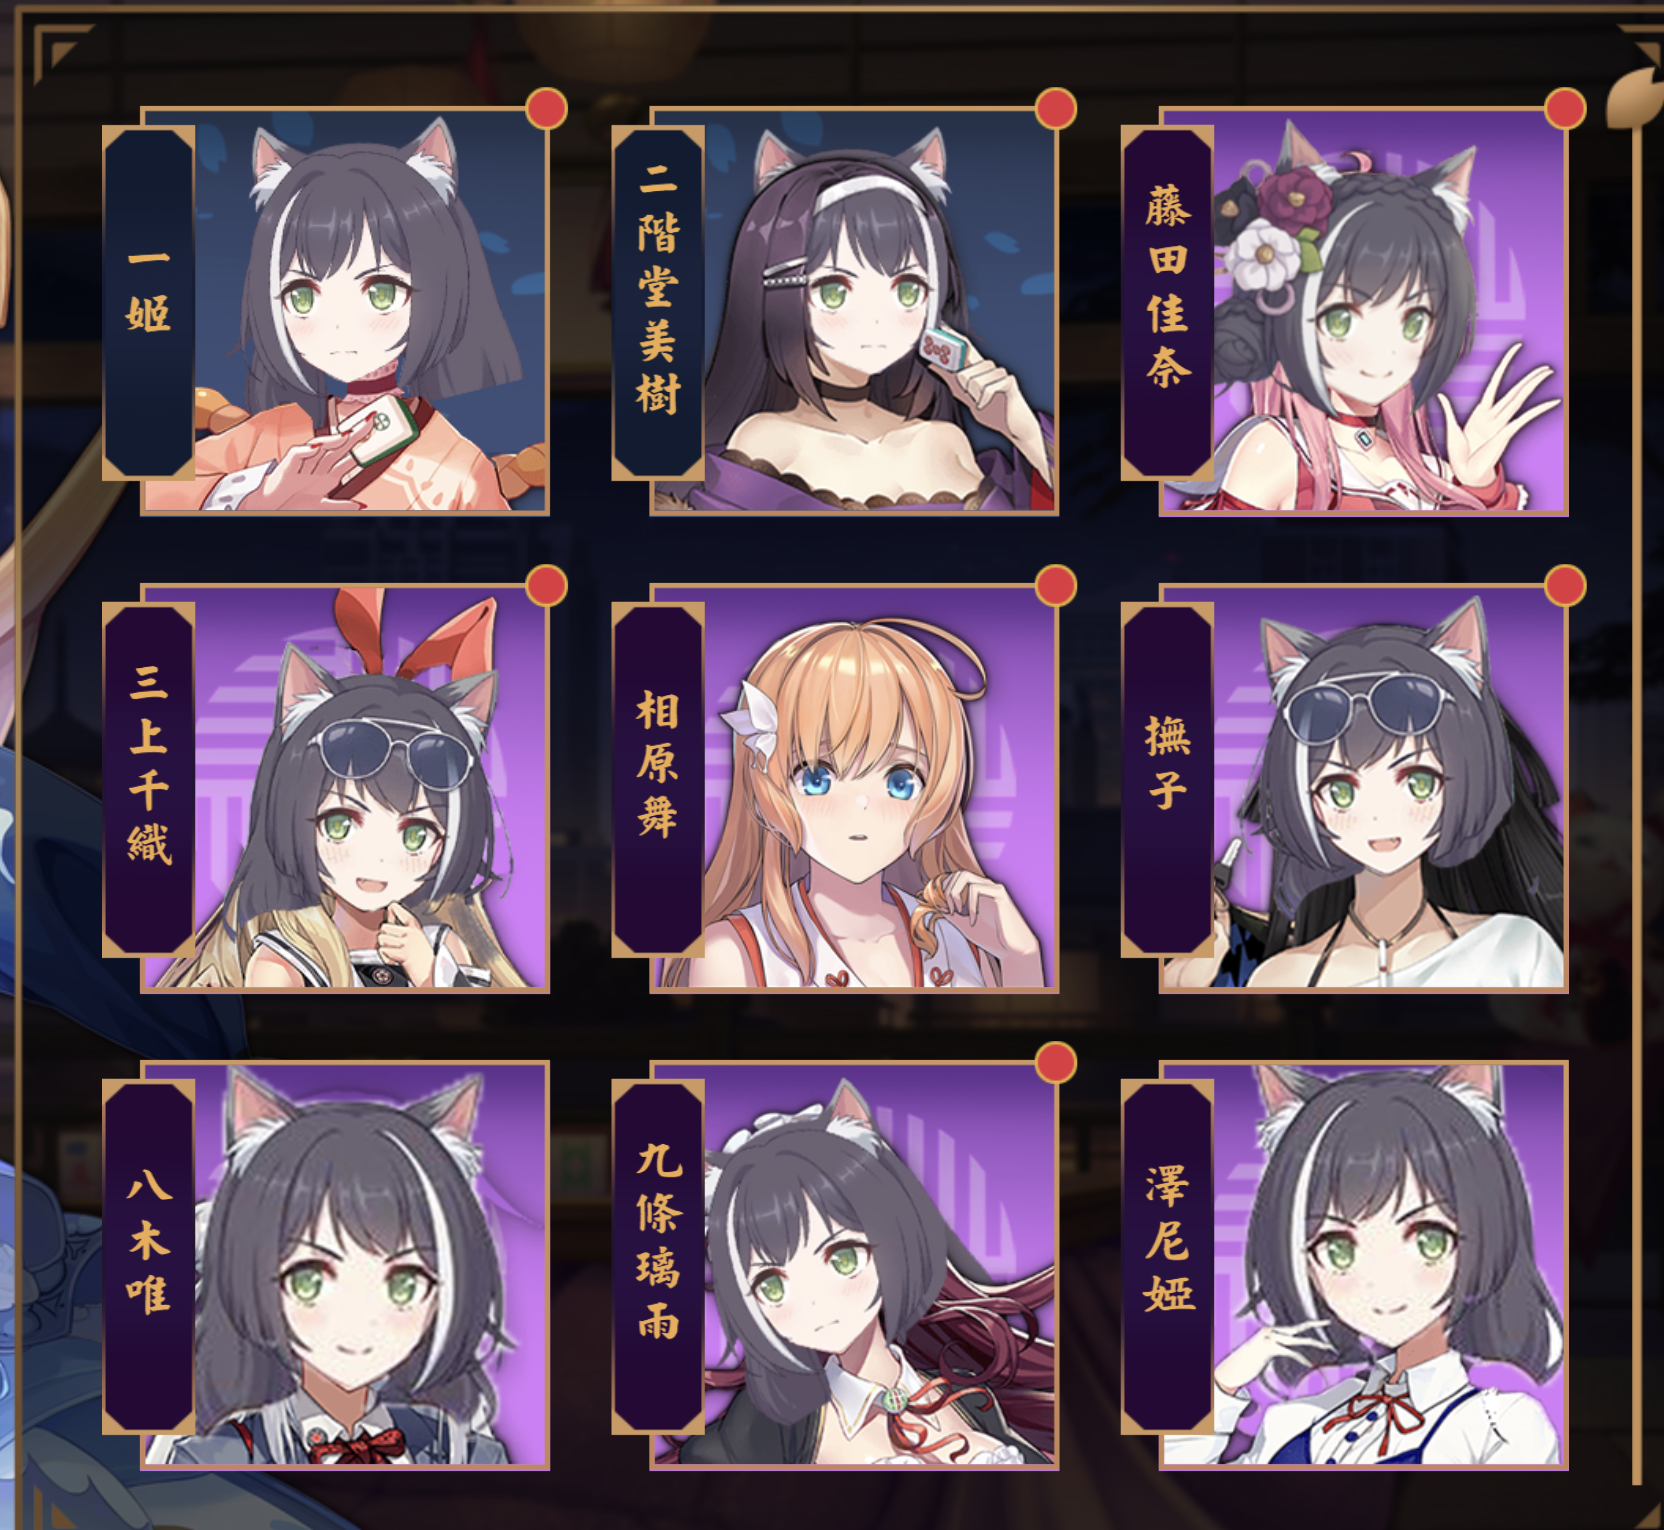 一姬
二階堂美樹
藤田佳奈
三上千織
相原舞
撫子
八木唯
九條璃雨
澤尼婭